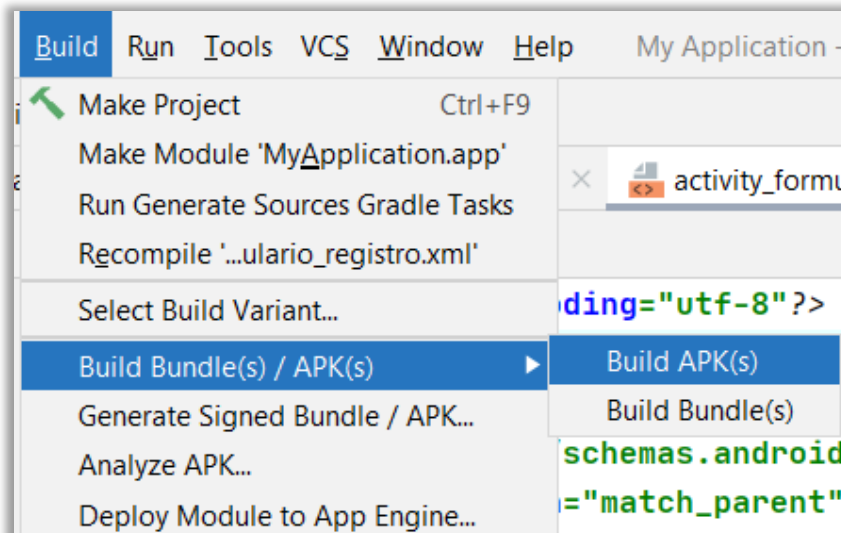 Build Run Tools VCS Window Help My Application -
Make Project Ctrl+F9
Make Module 'MyApplication.app'
activity_formu
Run Generate Sources Gradle Tasks
Recompile '...ulario_registro.xml'
Select Build Variant...
ding="utf-8"?>
Build Bundle(s) / APK(s)
Build APK(s)
Generate Signed Bundle / APK...
Build Bundle(s)
Analyze APK...
schemas.android
Deploy Module to App Engine...
="match_parent"